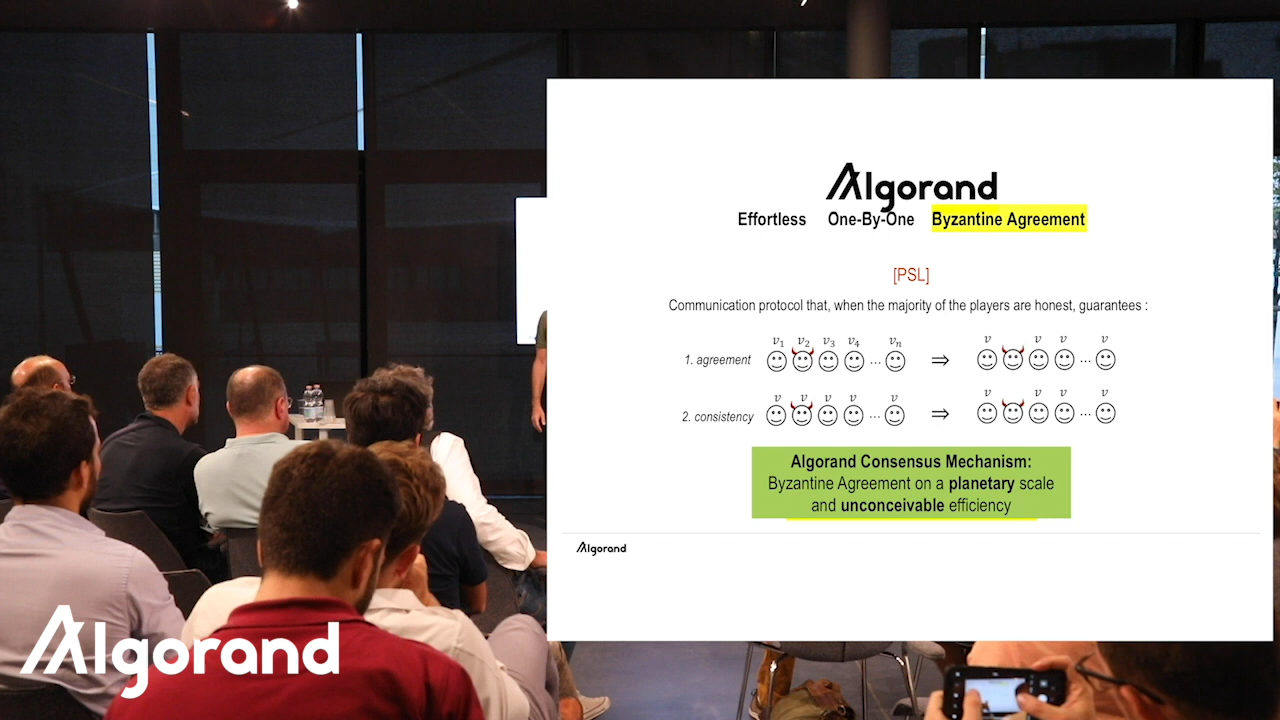 Algorand
Effortless One-By-One Byzantine Agreement
[PSL]
Communication protocol that, when the majority of the players are honest, guarantees :
v₁ v₂ v₃ v₄ vₙ v v v v
1. agreement ... ⇒ ...
v v v v v v v v
2. consistency ... ⇒ ...
Algorand Consensus Mechanism:
Byzantine Agreement on a planetary scale
and unconceivable efficiency
Algorand
Algorand